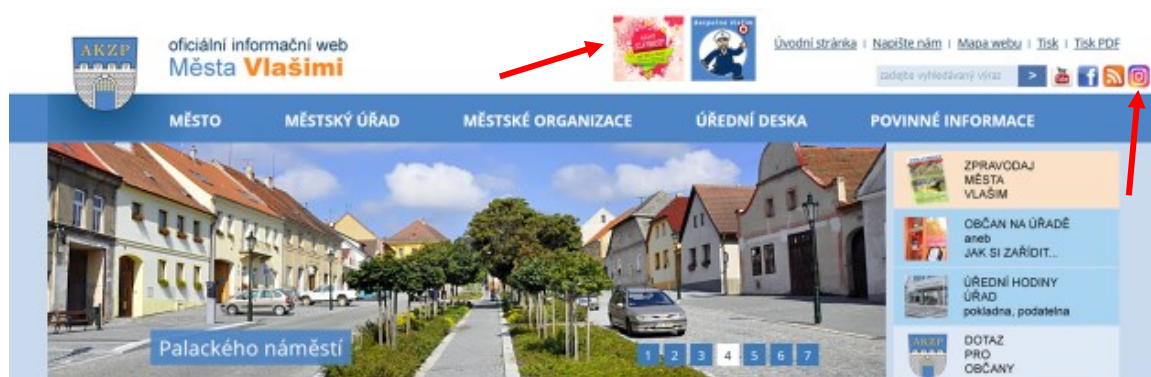 AKZP
oficiální informační web
Města Vlašimi
Bezpečná Vlašim
Úvodní stránka | Napište nám | Mapa webu | Tisk | Tisk PDF
zadejte vyhledávaný výraz >
MĚSTO MĚSTSKÝ ÚŘAD MĚSTSKÉ ORGANIZACE ÚŘEDNÍ DESKA POVINNÉ INFORMACE
ZPRAVODAJ
MĚSTA
VLAŠIM
OBČAN NA ÚŘADĚ
aneb
JAK SI ZAŘÍDIT...
ÚŘEDNÍ HODINY
ÚŘAD
pokladna, podatelna
AKZP
DOTAZ
PRO
OBČANY
Palackého náměstí
1 2 3 4 5 6 7